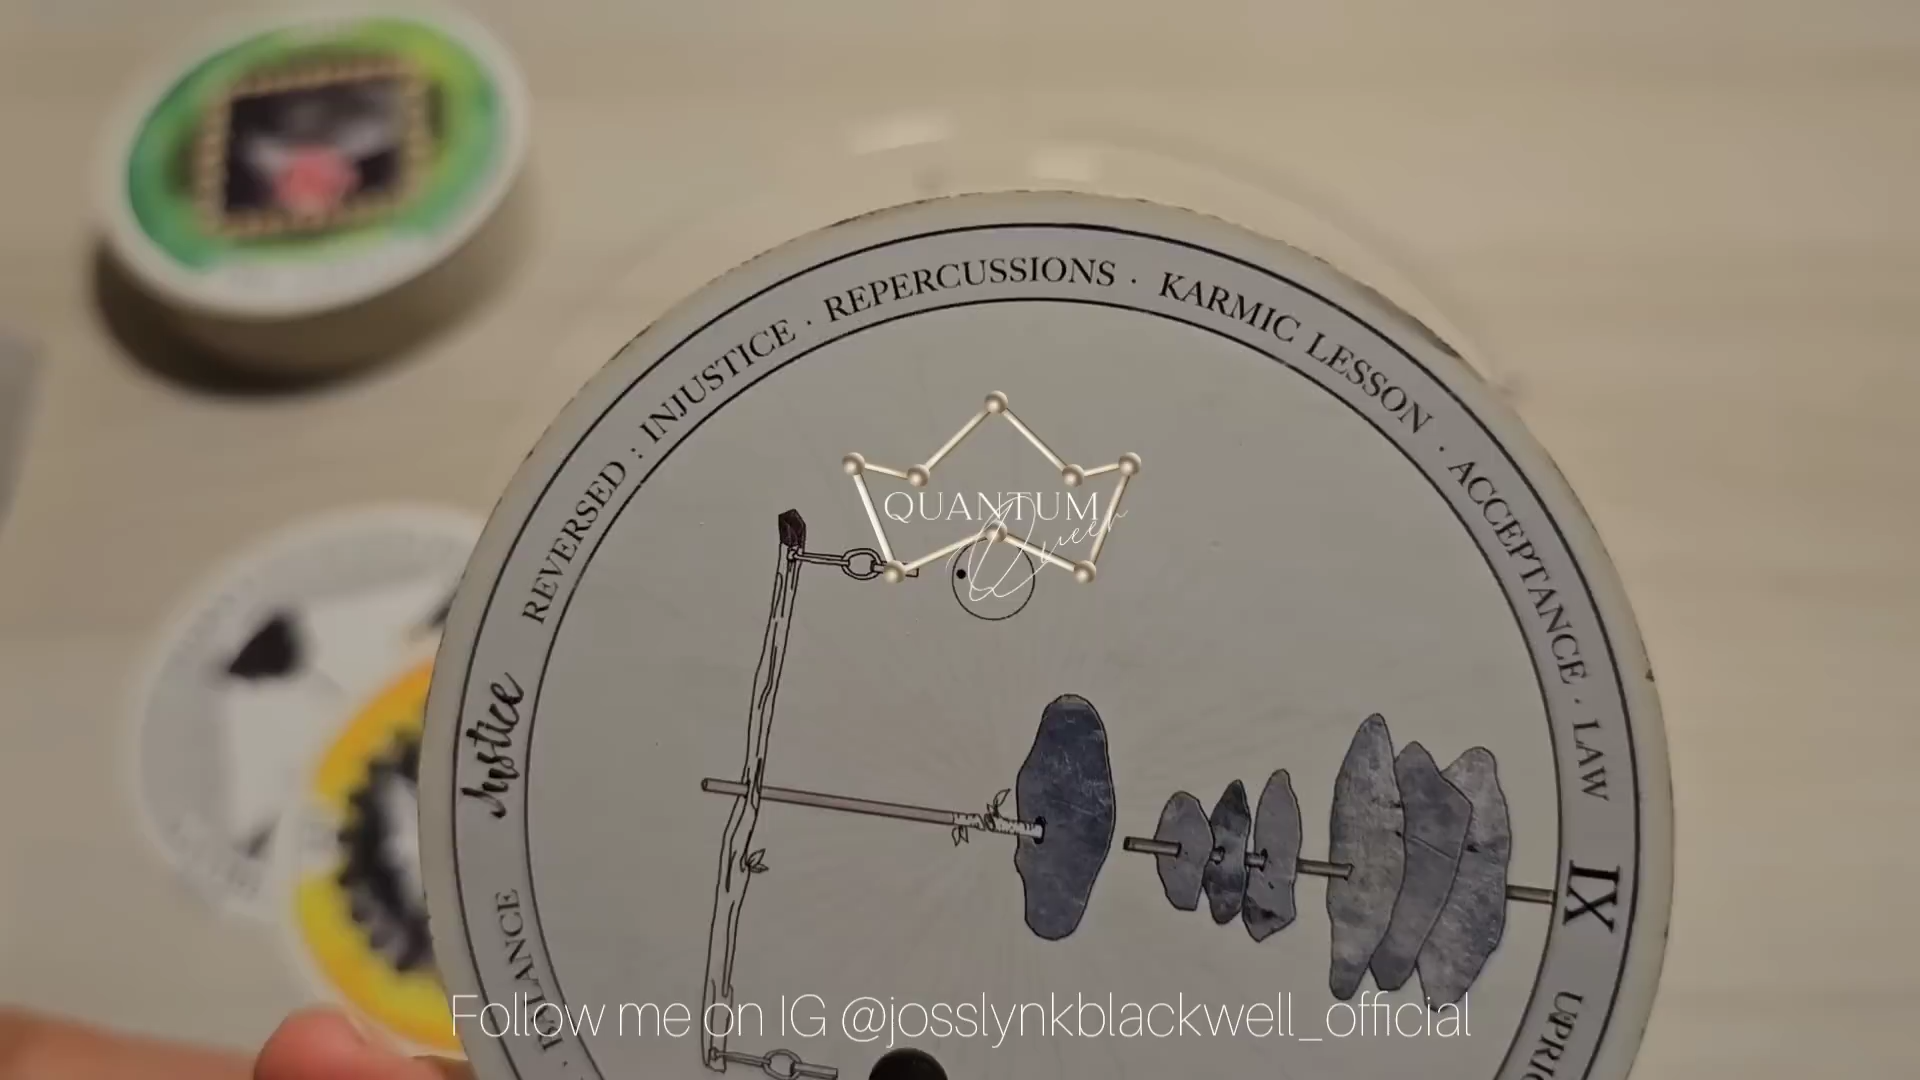 REVERSED : INJUSTICE · REPERCUSSIONS · KARMIC LESSON · ACCEPTANCE · LAW
Justice
IX
QUANTUM
Queen
Follow me on IG @josslynkblackwell_official